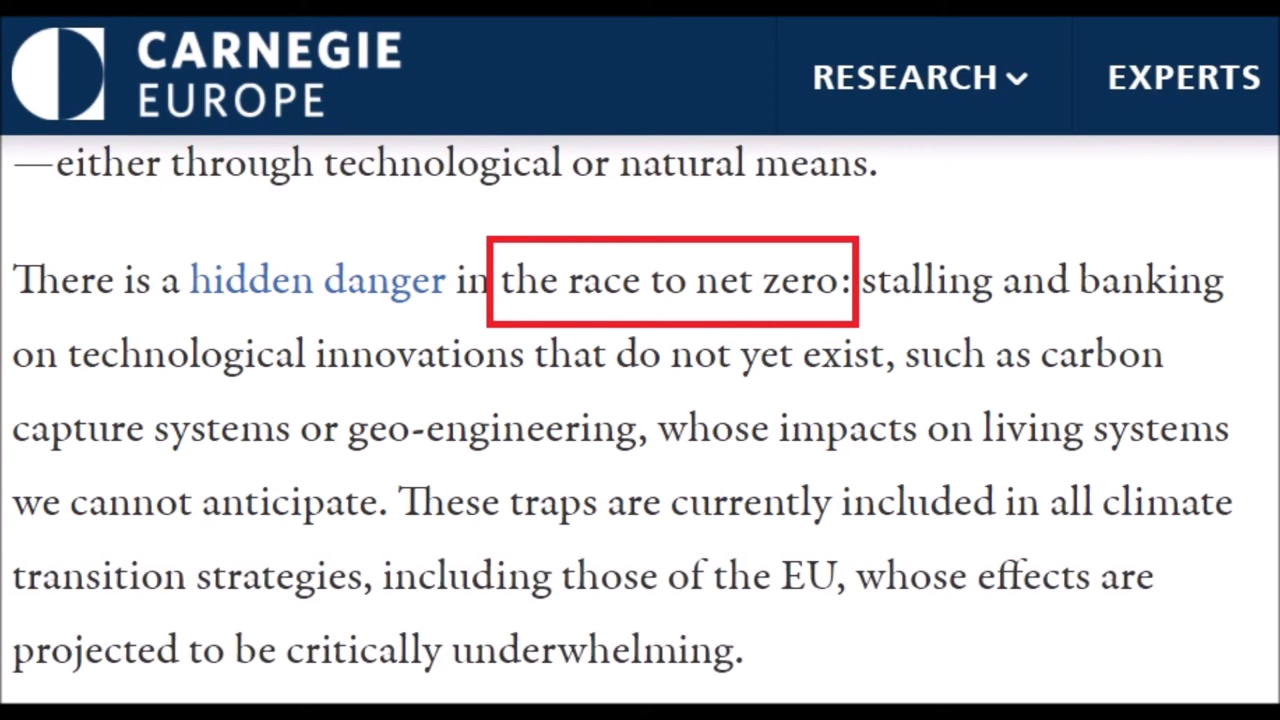 CARNEGIE
EUROPE
RESEARCH
EXPERTS
—either through technological or natural means.
There is a hidden danger in the race to net zero: stalling and banking
on technological innovations that do not yet exist, such as carbon
capture systems or geo-engineering, whose impacts on living systems
we cannot anticipate. These traps are currently included in all climate
transition strategies, including those of the EU, whose effects are
projected to be critically underwhelming.